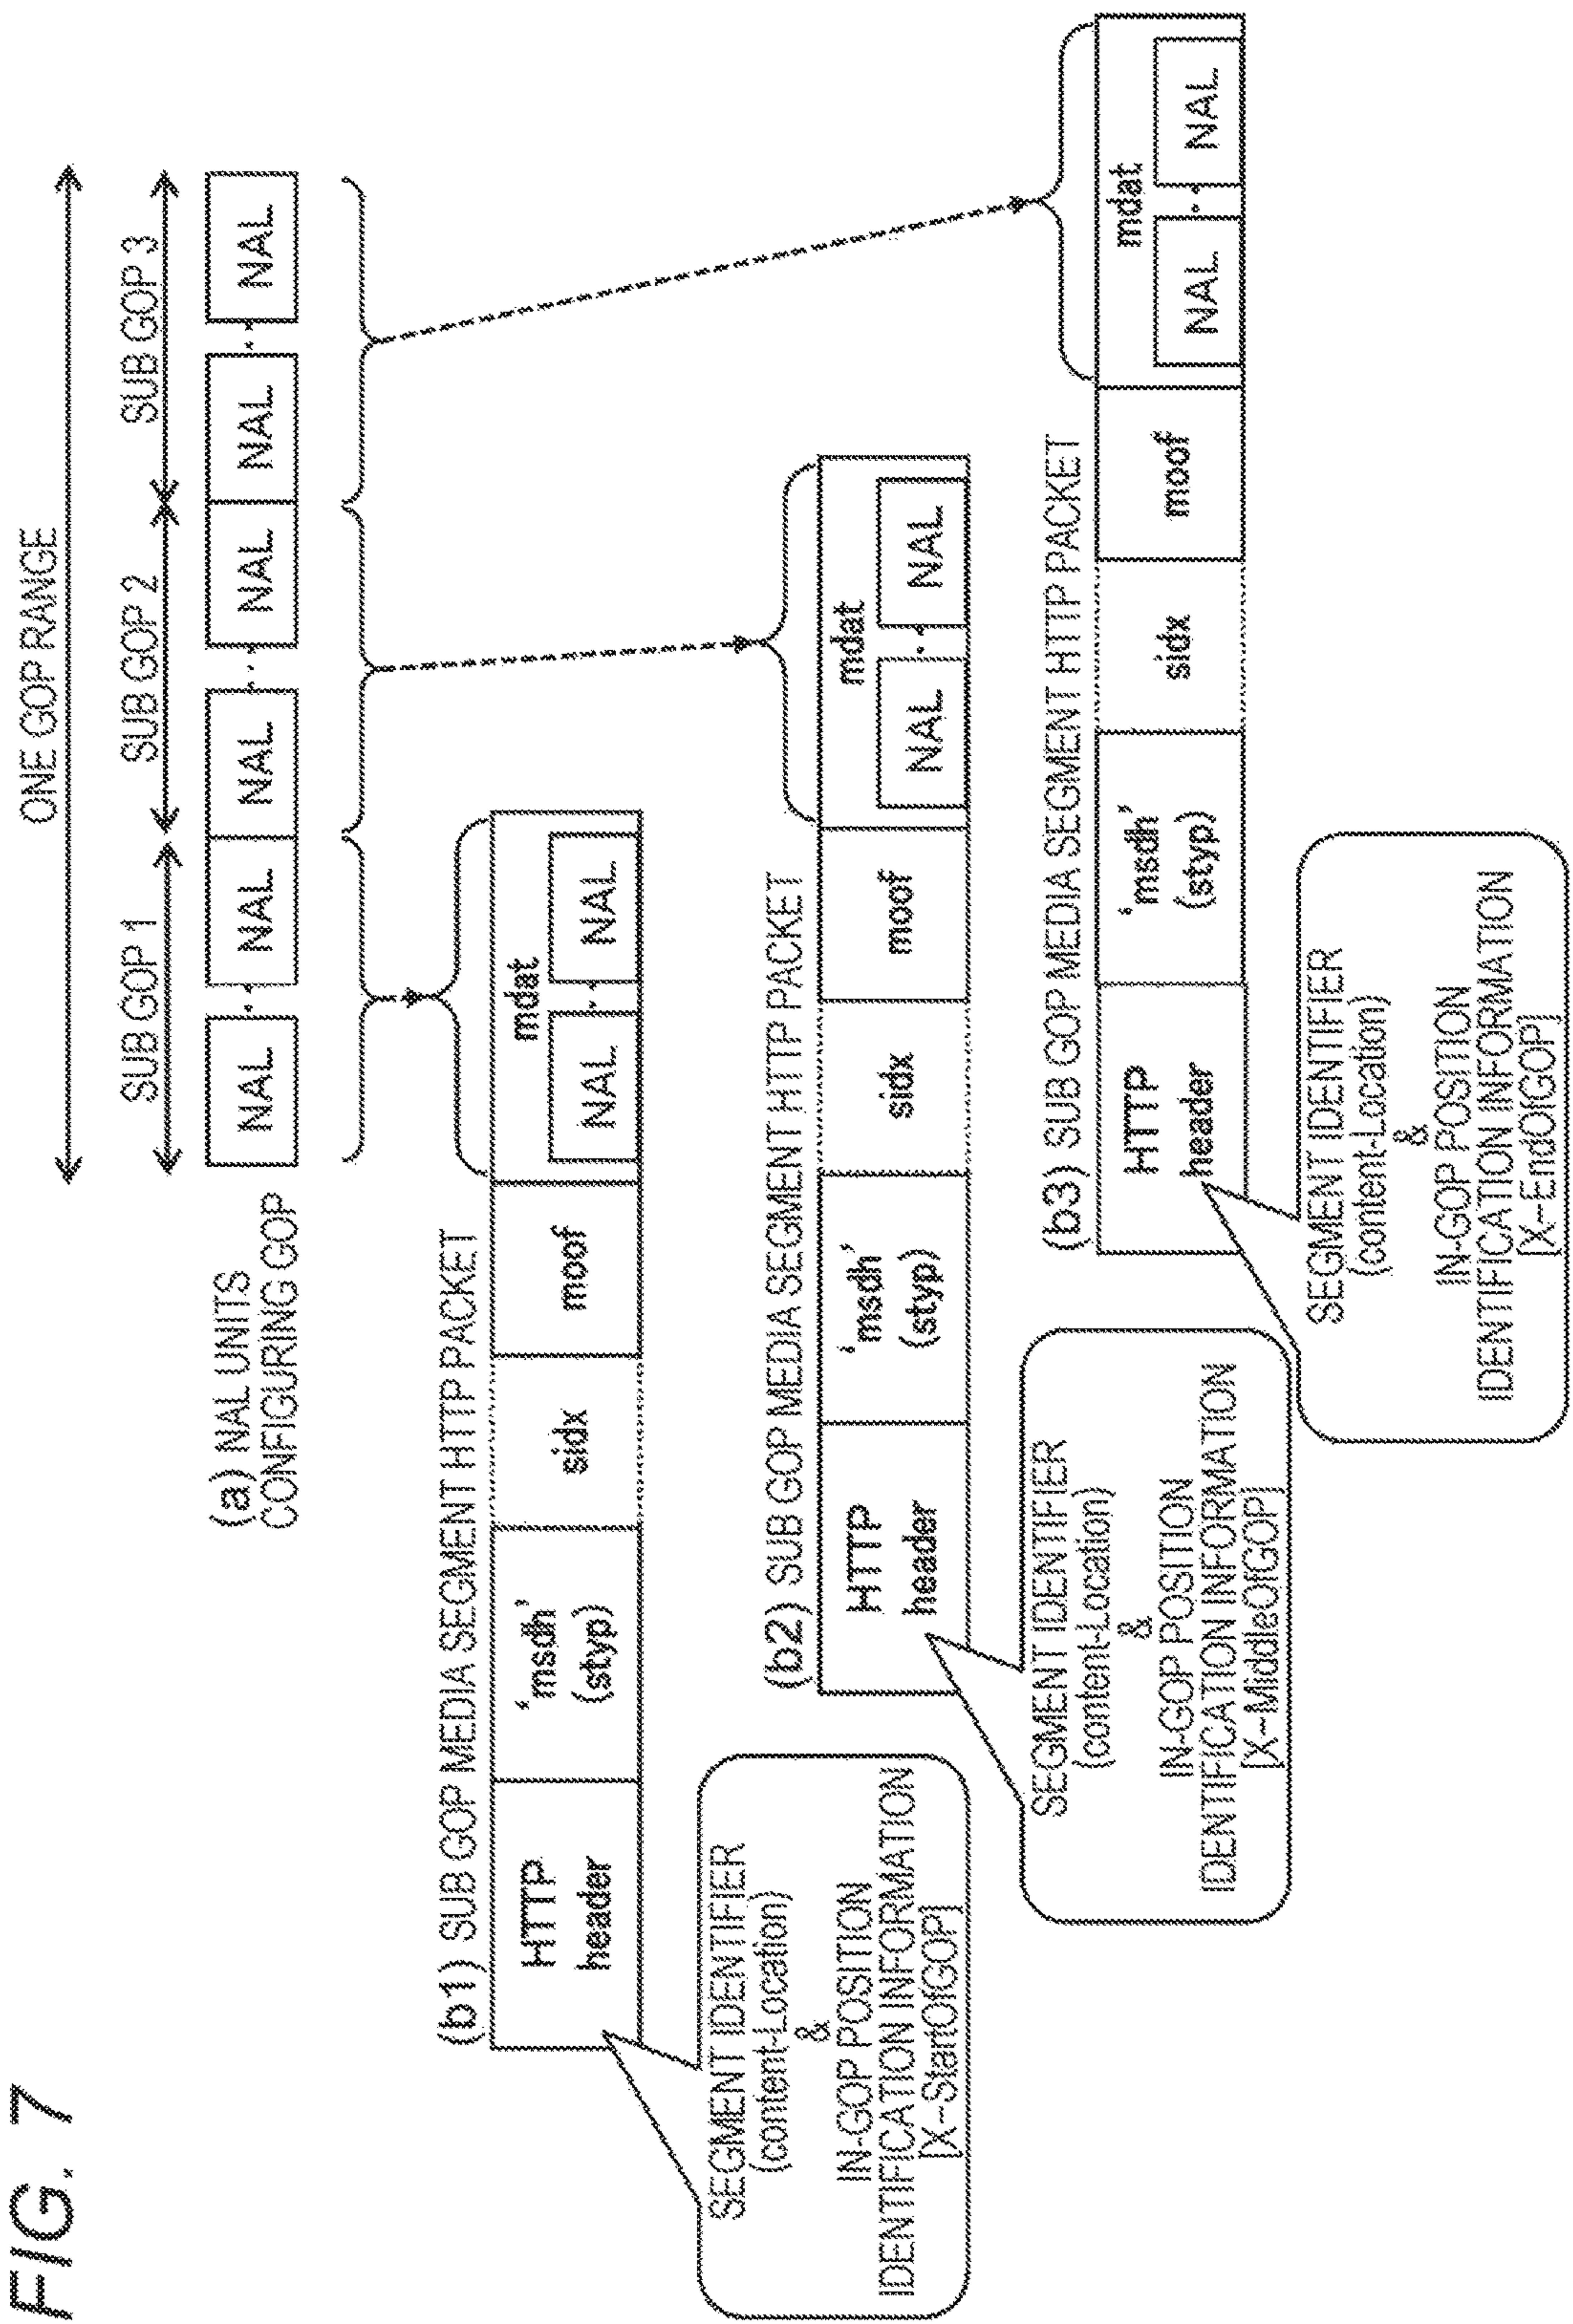 FIG. 7
ONE GOP RANGE
SUB GOP 1
SUB GOP 2
SUB GOP 3
(a) NAL UNITS
CONFIGURING GOP
NAL
NAL
NAL
NAL
NAL
NAL
(b1) SUB GOP MEDIA SEGMENT HTTP PACKET
HTTP
header
'msdh'
(styp)
sidx
moof
mdat
NAL
NAL
SEGMENT IDENTIFIER
(content-Location)
&
IN-GOP POSITION
IDENTIFICATION INFORMATION
[X-StartOfGOP]
(b2) SUB GOP MEDIA SEGMENT HTTP PACKET
HTTP
header
'msdh'
(styp)
sidx
moof
mdat
NAL
NAL
SEGMENT IDENTIFIER
(content-Location)
&
IN-GOP POSITION
IDENTIFICATION INFORMATION
[X-MiddleOfGOP]
(b3) SUB GOP MEDIA SEGMENT HTTP PACKET
HTTP
header
'msdh'
(styp)
sidx
moof
mdat
NAL
NAL
SEGMENT IDENTIFIER
(content-Location)
&
IN-GOP POSITION
IDENTIFICATION INFORMATION
[X-EndOfGOP]